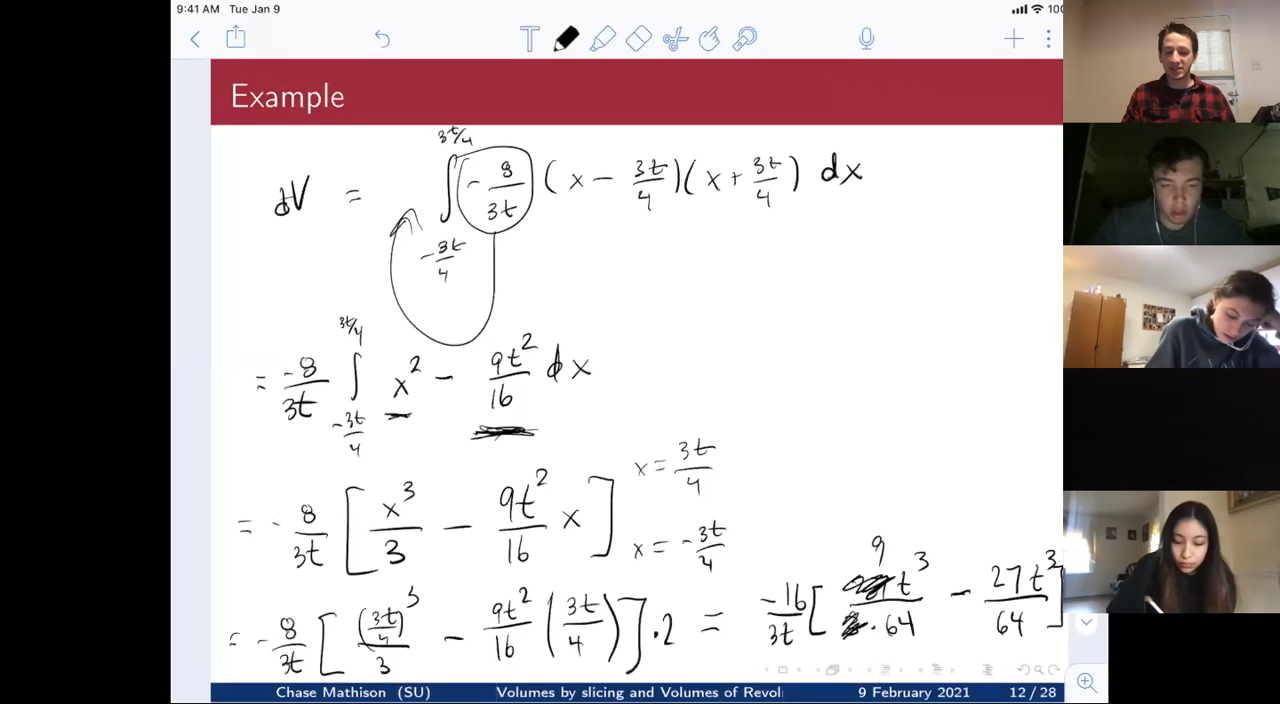 9:41 AM Tue Jan 9
100
Example
dV = ∫_{-3t/4}^{3t/4} (-8/3t) (x - 3t/4)(x + 3t/4) dx
= -8/3t ∫_{-3t/4}^{3t/4} x² - 9t²/16 dx
= -8/3t [x³/3 - 9t²/16 x] x = 3t/4 x = -3t/4
= -8/3t [(3t/4)³/3 - 9t²/16 (3t/4)] · 2 = -16/3t [9t³/64 - 27t³/64]
Chase Mathison (SU) Volumes by slicing and Volumes of Revol 9 February 2021 12 / 28